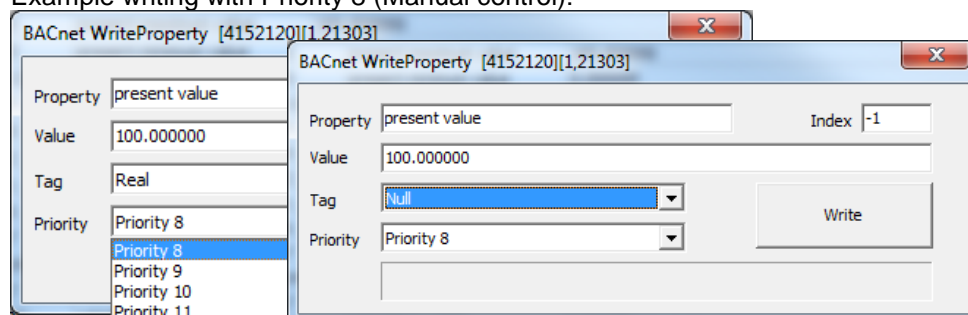 Example writing with Priority 8 (Manual control):
BACnet WriteProperty [4152120][1,21303]
Property present value
Value 100.000000
Tag Real
Priority Priority 8
Priority 8
Priority 9
Priority 10
Priority 11
BACnet WriteProperty [4152120][1,21303]
Property present value Index -1
Value 100.000000
Tag Null
Priority Priority 8
Write